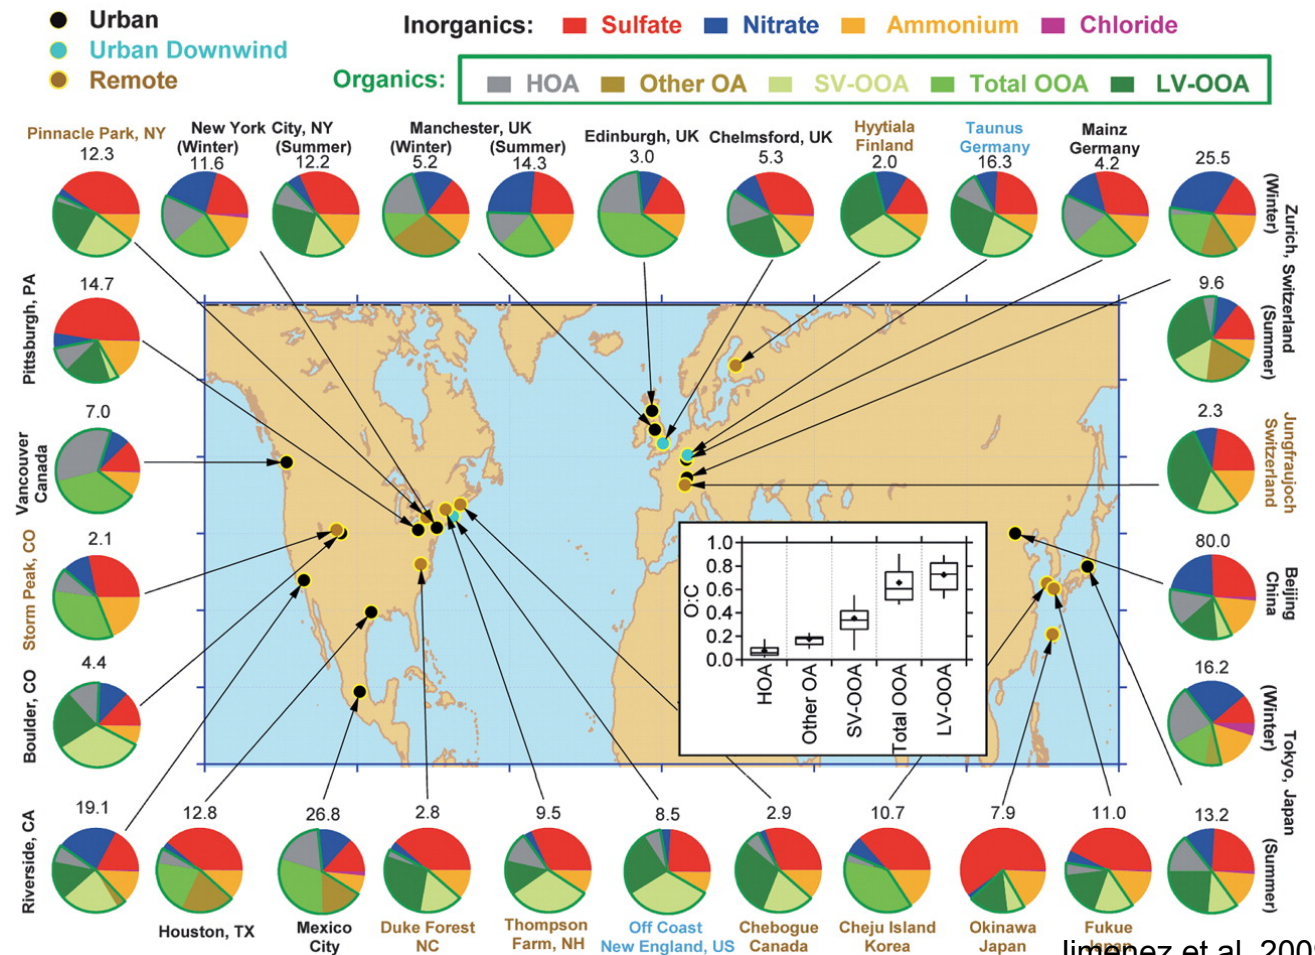 Urban
Urban Downwind
Remote
Inorganics: Sulfate Nitrate Ammonium Chloride
Organics: HOA Other OA SV-OOA Total OOA LV-OOA
Pinnacle Park, NY
12.3
New York City, NY
(Winter) (Summer)
11.6 12.2
Manchester, UK
(Winter) (Summer)
5.2 14.3
Edinburgh, UK
3.0
Chelmsford, UK
5.3
Hyytiala
Finland
2.0
Taunus
Germany
16.3
Mainz
Germany
4.2
25.5
(Winter)
Zurich, Switzerland
9.6
(Summer)
Pittsburgh, PA
14.7
Vancouver
Canada
7.0
Storm Peak, CO
2.1
Boulder, CO
4.4
Riverside, CA
19.1
Jungfraujoch
Switzerland
2.3
Beijing
China
80.0
16.2
(Winter)
Tokyo, Japan
13.2
(Summer)
O:C
1.0
0.8
0.6
0.4
0.2
0.0
HOA
Other OA
SV-OOA
Total OOA
LV-OOA
12.8
Houston, TX
26.8
Mexico
City
2.8
Duke Forest
NC
9.5
Thompson
Farm, NH
8.5
Off Coast
New England, US
2.9
Chebogue
Canada
10.7
Cheju Island
Korea
7.9
Okinawa
Japan
11.0
Fukue
Japan
Jimenez et al. 200